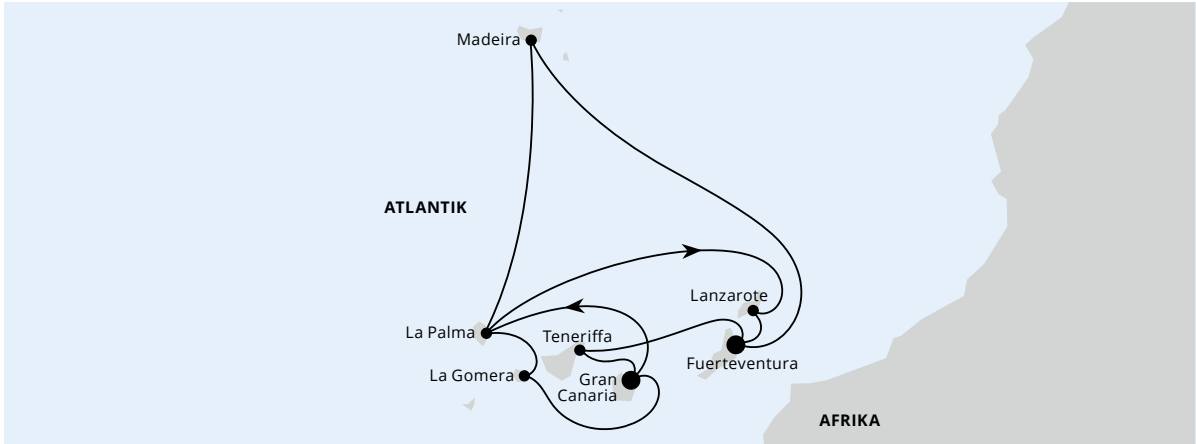 Madeira
ATLANTIK
Lanzarote
La Palma
Teneriffa
Fuerteventura
La Gomera
Gran
Canaria
AFRIKA